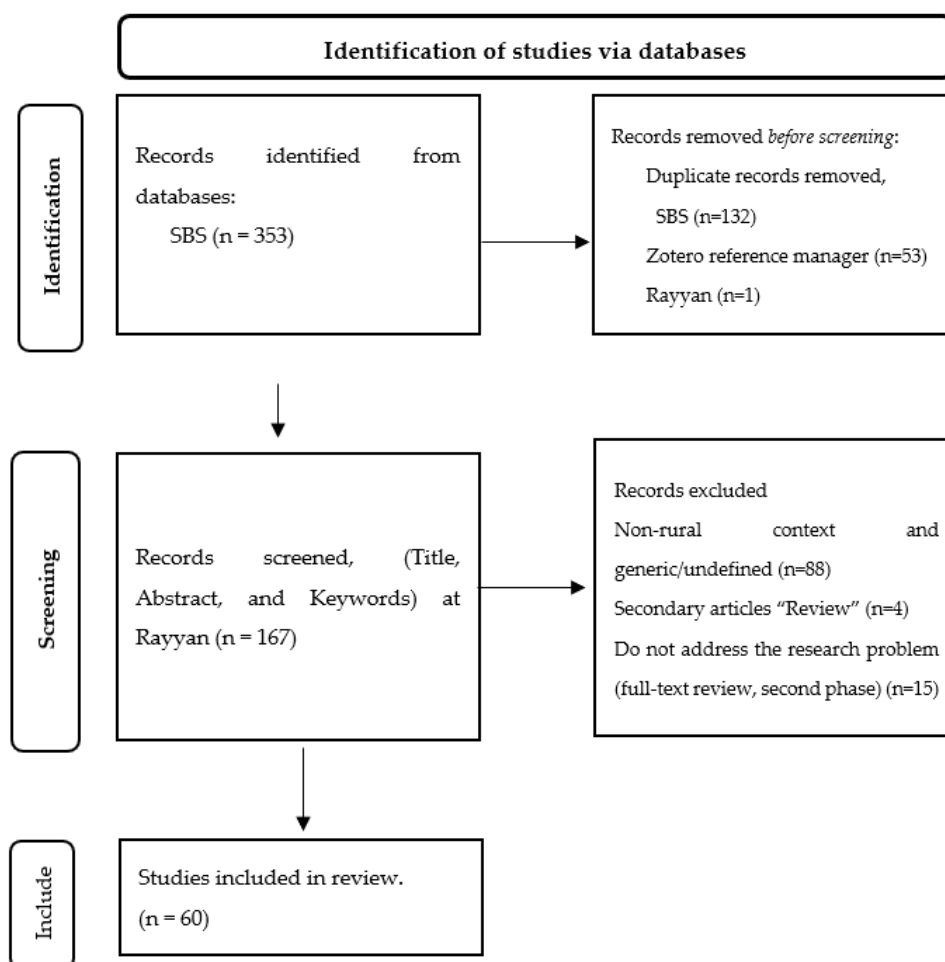 Identification of studies via databases
Identification
Records identified from
databases:
SBS (n = 353)
Records removed before screening:
Duplicate records removed,
SBS (n=132)
Zotero reference manager (n=53)
Rayyan (n=1)
Screening
Records screened, (Title,
Abstract, and Keywords) at
Rayyan (n = 167)
Records excluded
Non-rural context and
generic/undefined (n=88)
Secondary articles “Review” (n=4)
Do not address the research problem
(full-text review, second phase) (n=15)
Include
Studies included in review.
(n = 60)